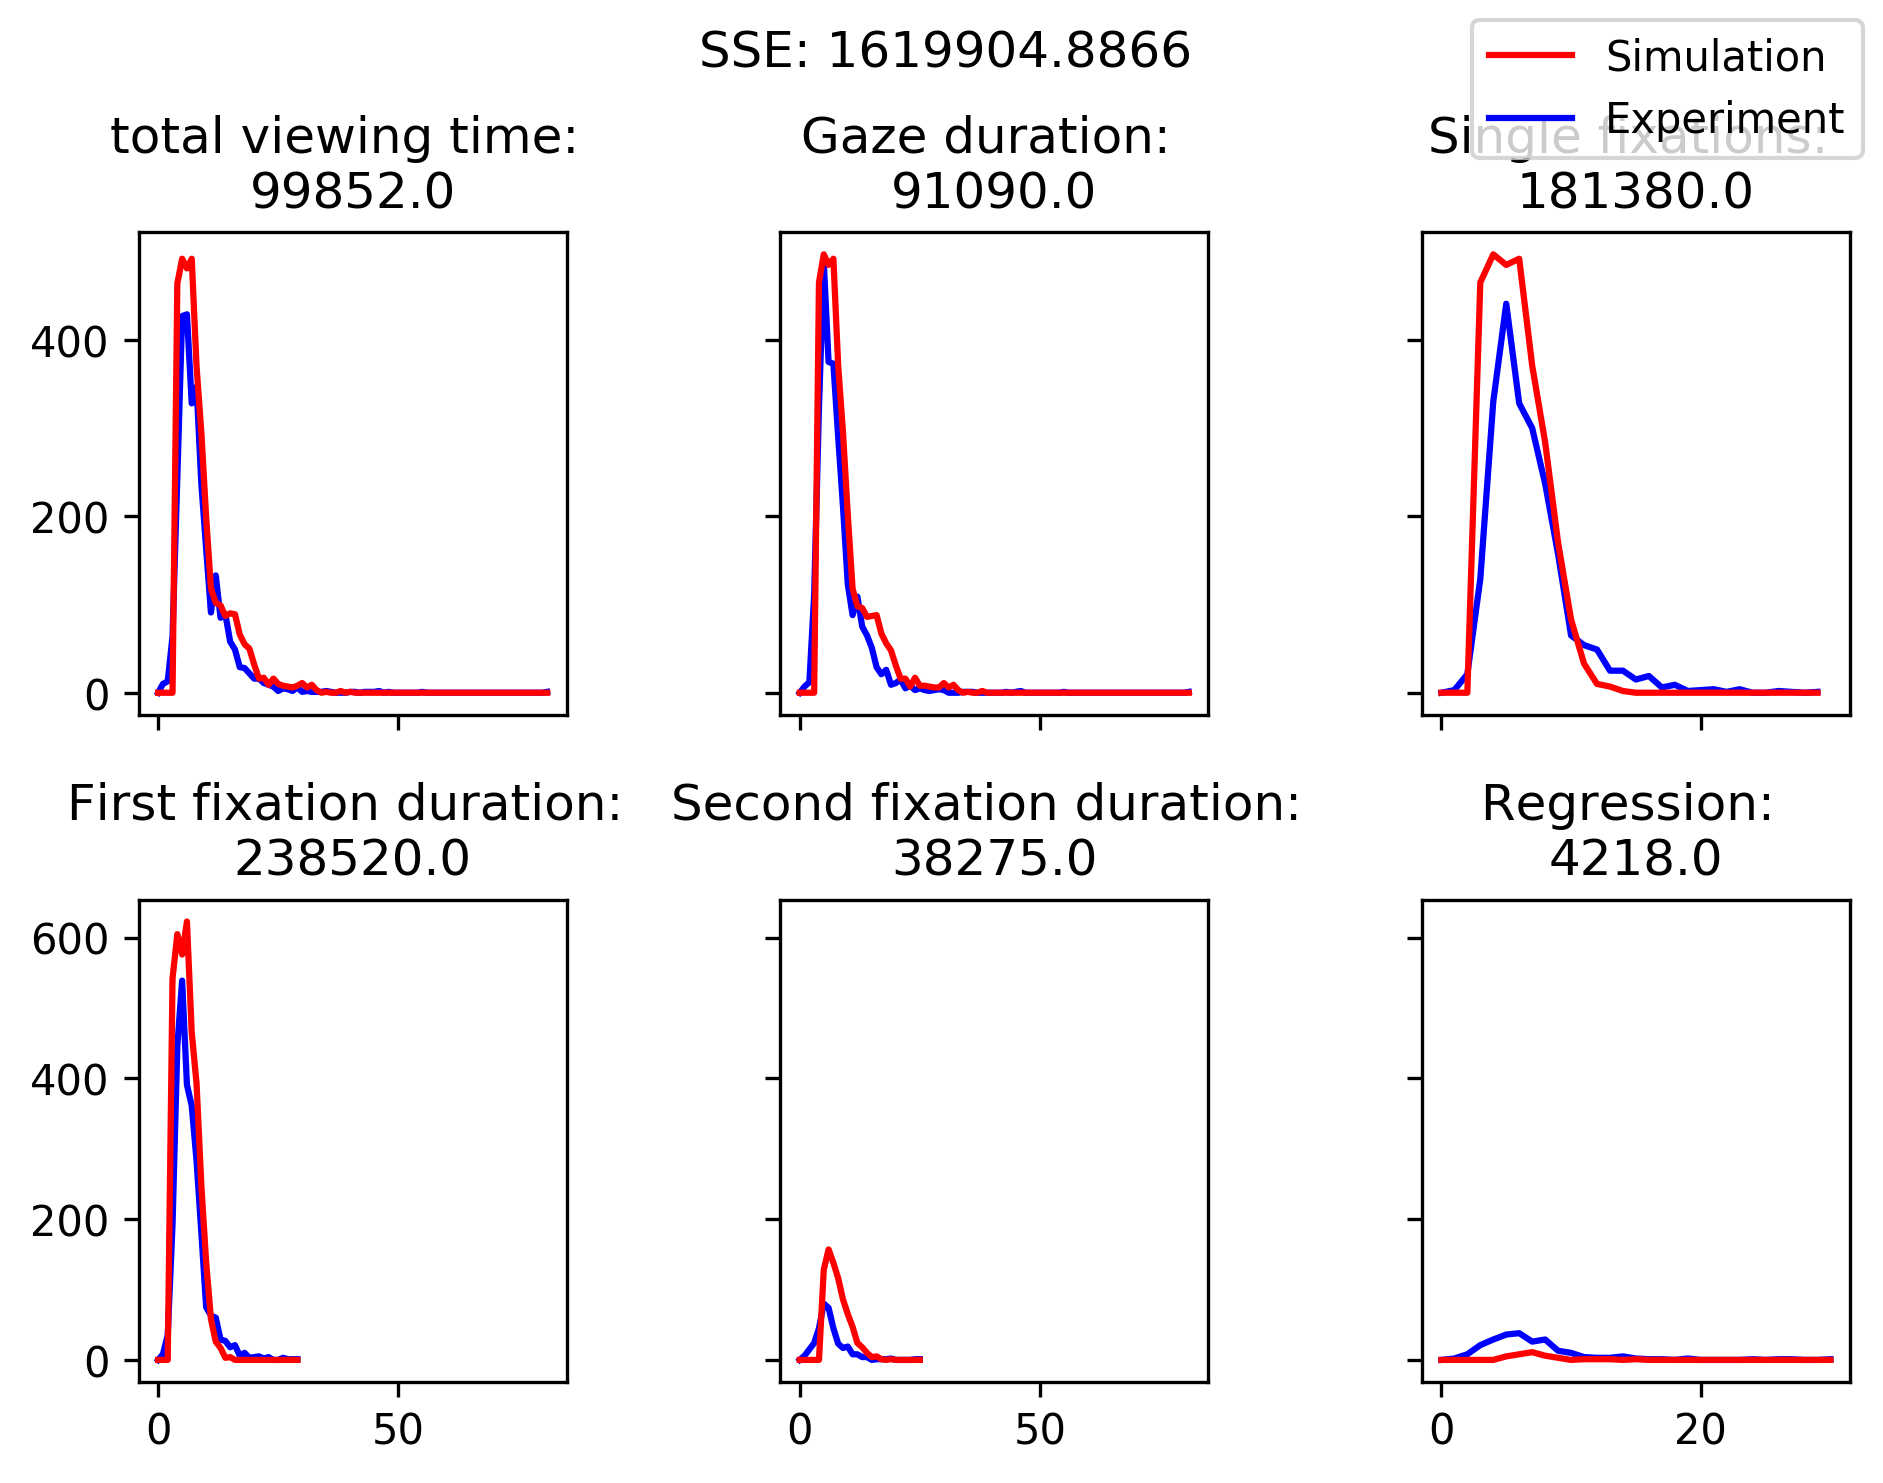 SSE: 1619904.8866
Simulation
Experiment
total viewing time:
99852.0
Gaze duration:
91090.0
Single fixations:
181380.0
400
200
0
First fixation duration:
238520.0
Second fixation duration:
38275.0
Regression:
4218.0
600
400
200
0
0 50
0 50
0 20